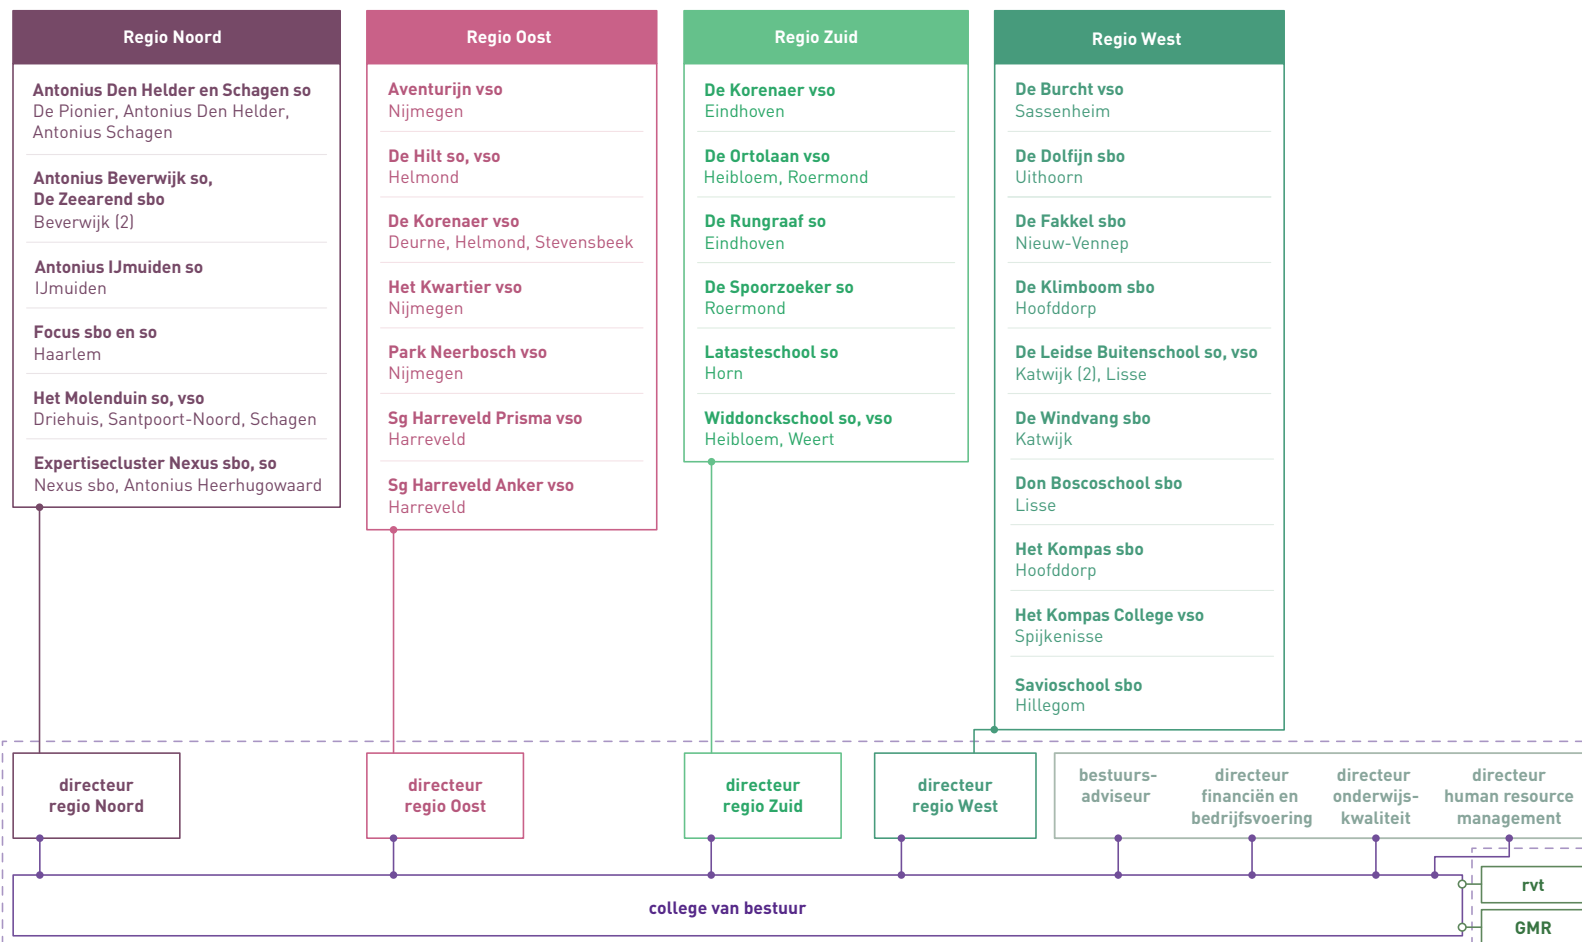 Regio Noord
Antonius Den Helder en Schagen so
De Pionier, Antonius Den Helder,
Antonius Schagen
Antonius Beverwijk so,
De Zeearend sbo
Beverwijk (2)
Antonius IJmuiden so
IJmuiden
Focus sbo en so
Haarlem
Het Molenduin so, vso
Driehuis, Santpoort-Noord, Schagen
Expertisecluster Nexus sbo, so
Nexus sbo, Antonius Heerhugowaard
Regio Oost
Aventurijn vso
Nijmegen
De Hilt so, vso
Helmond
De Korenaer vso
Deurne, Helmond, Stevensbeek
Het Kwartier vso
Nijmegen
Park Neerbosch vso
Nijmegen
Sg Harreveld Prisma vso
Harreveld
Sg Harreveld Anker vso
Harreveld
Regio Zuid
De Korenaer vso
Eindhoven
De Ortolaan vso
Heibloem, Roermond
De Rungraaf so
Eindhoven
De Spoorzoeker so
Roermond
Latasteschool so
Horn
Widdonckschool so, vso
Heibloem, Weert
Regio West
De Burcht vso
Sassenheim
De Dolfijn sbo
Uithoorn
De Fakkel sbo
Nieuw-Vennep
De Klimboom sbo
Hoofddorp
De Leidse Buitenschool so, vso
Katwijk (2), Lisse
De Windvang sbo
Katwijk
Don Boscoschool sbo
Lisse
Het Kompas sbo
Hoofddorp
Het Kompas College vso
Spijkenisse
Savioschool sbo
Hillegom
directeur
regio Noord
directeur
regio Oost
directeur
regio Zuid
directeur
regio West
bestuurs-
adviseur
directeur
financiën en
bedrijfsvoering
directeur
onderwijs-
kwaliteit
directeur
human resource
management
college van bestuur
rvt
GMR